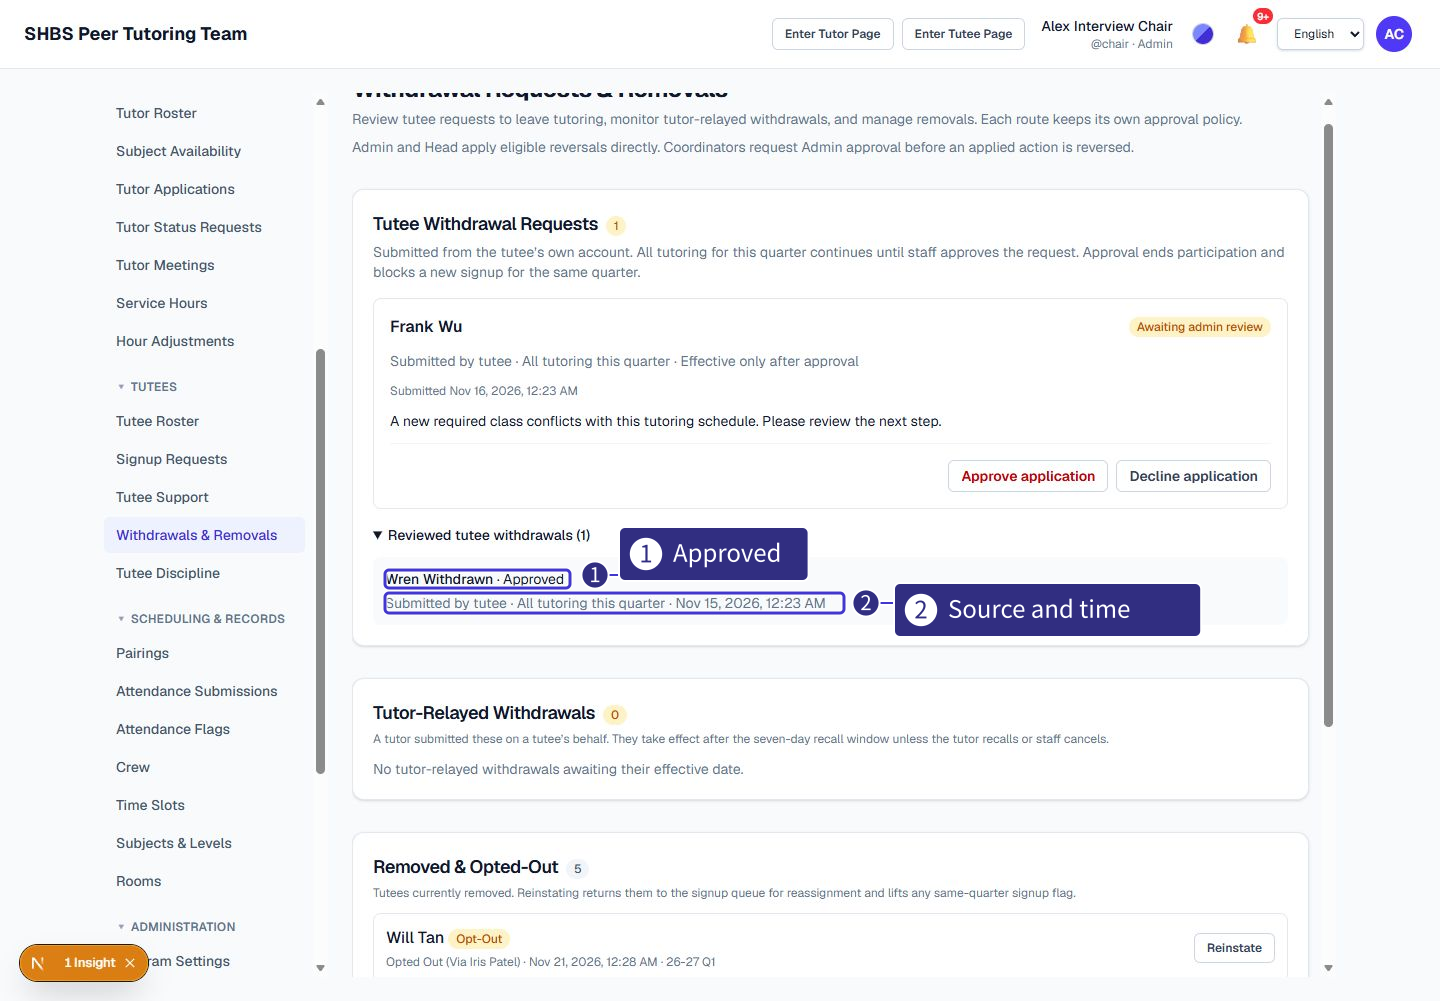 SHBS Peer Tutoring Team
Enter Tutor Page
Enter Tutee Page
Alex Interview Chair
@chair · Admin
9+
English
AC
Tutor Roster
Subject Availability
Tutor Applications
Tutor Status Requests
Tutor Meetings
Service Hours
Hour Adjustments
TUTEES
Tutee Roster
Signup Requests
Tutee Support
Withdrawals & Removals
Tutee Discipline
SCHEDULING & RECORDS
Pairings
Attendance Submissions
Attendance Flags
Crew
Time Slots
Subjects & Levels
Rooms
ADMINISTRATION
ram Settings
1 Insight
Withdrawal Requests & Removals
Review tutee requests to leave tutoring, monitor tutor-relayed withdrawals, and manage removals. Each route keeps its own approval policy.
Admin and Head apply eligible reversals directly. Coordinators request Admin approval before an applied action is reversed.
Tutee Withdrawal Requests 1
Submitted from the tutee's own account. All tutoring for this quarter continues until staff approves the request. Approval ends participation and
blocks a new signup for the same quarter.
Frank Wu
Awaiting admin review
Submitted by tutee · All tutoring this quarter · Effective only after approval
Submitted Nov 16, 2026, 12:23 AM
A new required class conflicts with this tutoring schedule. Please review the next step.
Approve application
Decline application
Reviewed tutee withdrawals (1)
Wren Withdrawn · Approved
1
1 Approved
Submitted by tutee · All tutoring this quarter · Nov 15, 2026, 12:23 AM
2
2 Source and time
Tutor-Relayed Withdrawals 0
A tutor submitted these on a tutee's behalf. They take effect after the seven-day recall window unless the tutor recalls or staff cancels.
No tutor-relayed withdrawals awaiting their effective date.
Removed & Opted-Out 5
Tutees currently removed. Reinstating returns them to the signup queue for reassignment and lifts any same-quarter signup flag.
Will Tan Opt-Out
Opted Out (Via Iris Patel) · Nov 21, 2026, 12:28 AM · 26-27 Q1
Reinstate